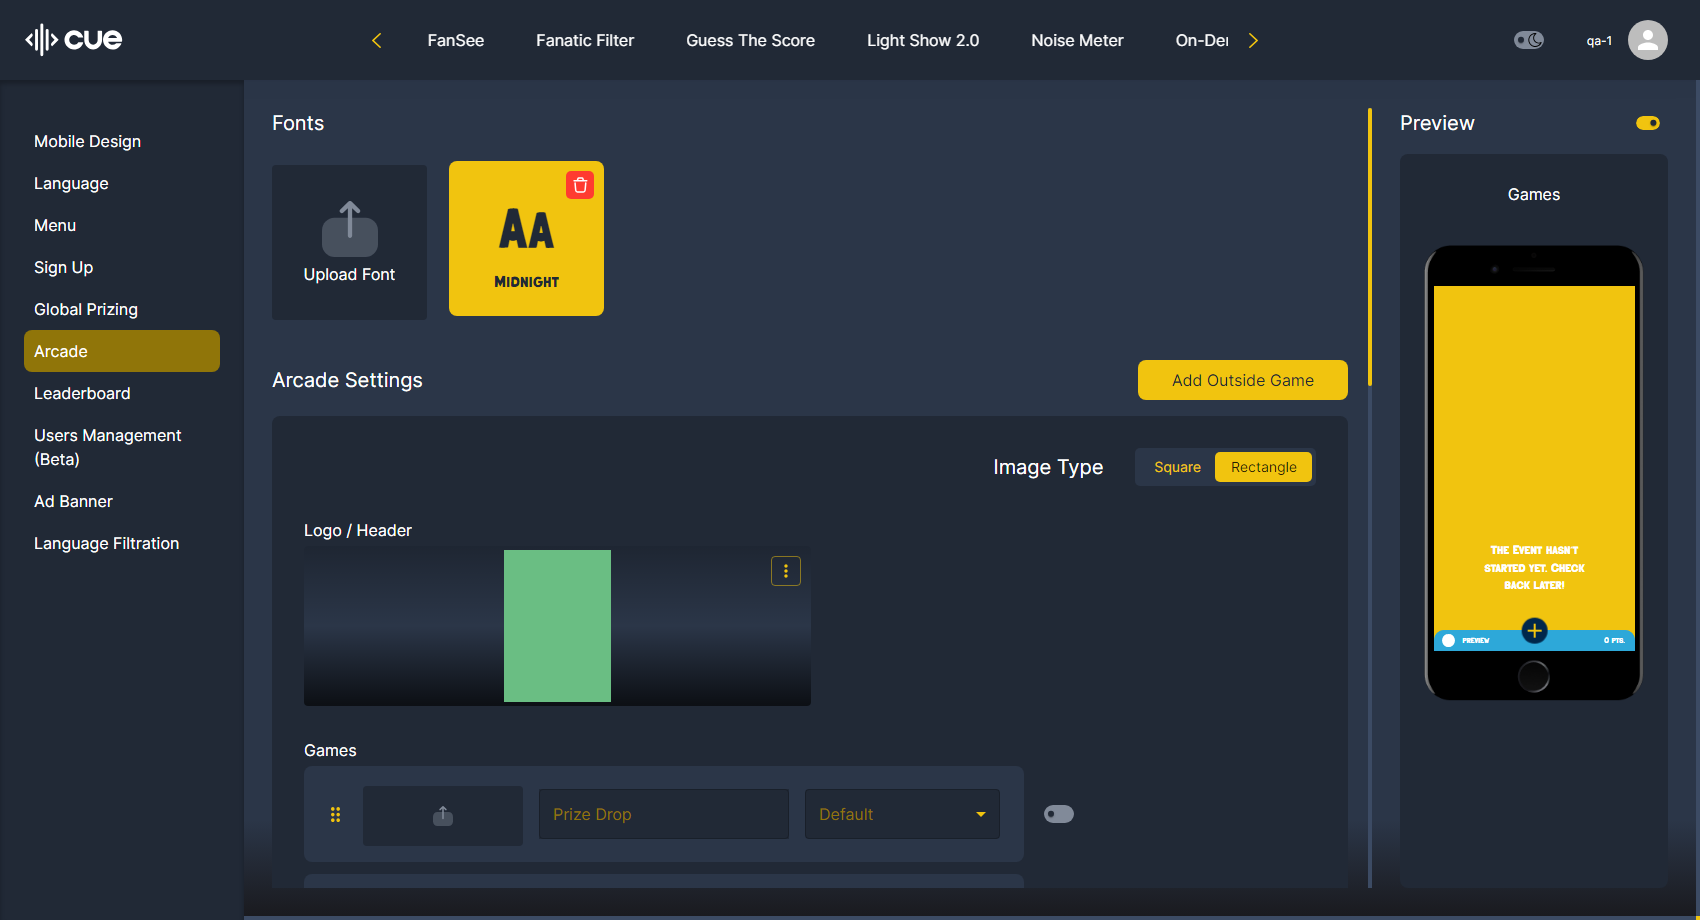 cue
FanSee
Fanatic Filter
Guess The Score
Light Show 2.0
Noise Meter
On-De
qa-1
Mobile Design
Language
Menu
Sign Up
Global Prizing
Arcade
Leaderboard
Users Management
(Beta)
Ad Banner
Language Filtration
Fonts
Upload Font
AA
MIDNIGHT
Arcade Settings
Add Outside Game
Image Type
Square
Rectangle
Logo / Header
Games
Prize Drop
Default
Preview
Games
THE EVENT HASN'T
STARTED YET. CHECK
BACK LATER!
PREVIEW
0 PTS.